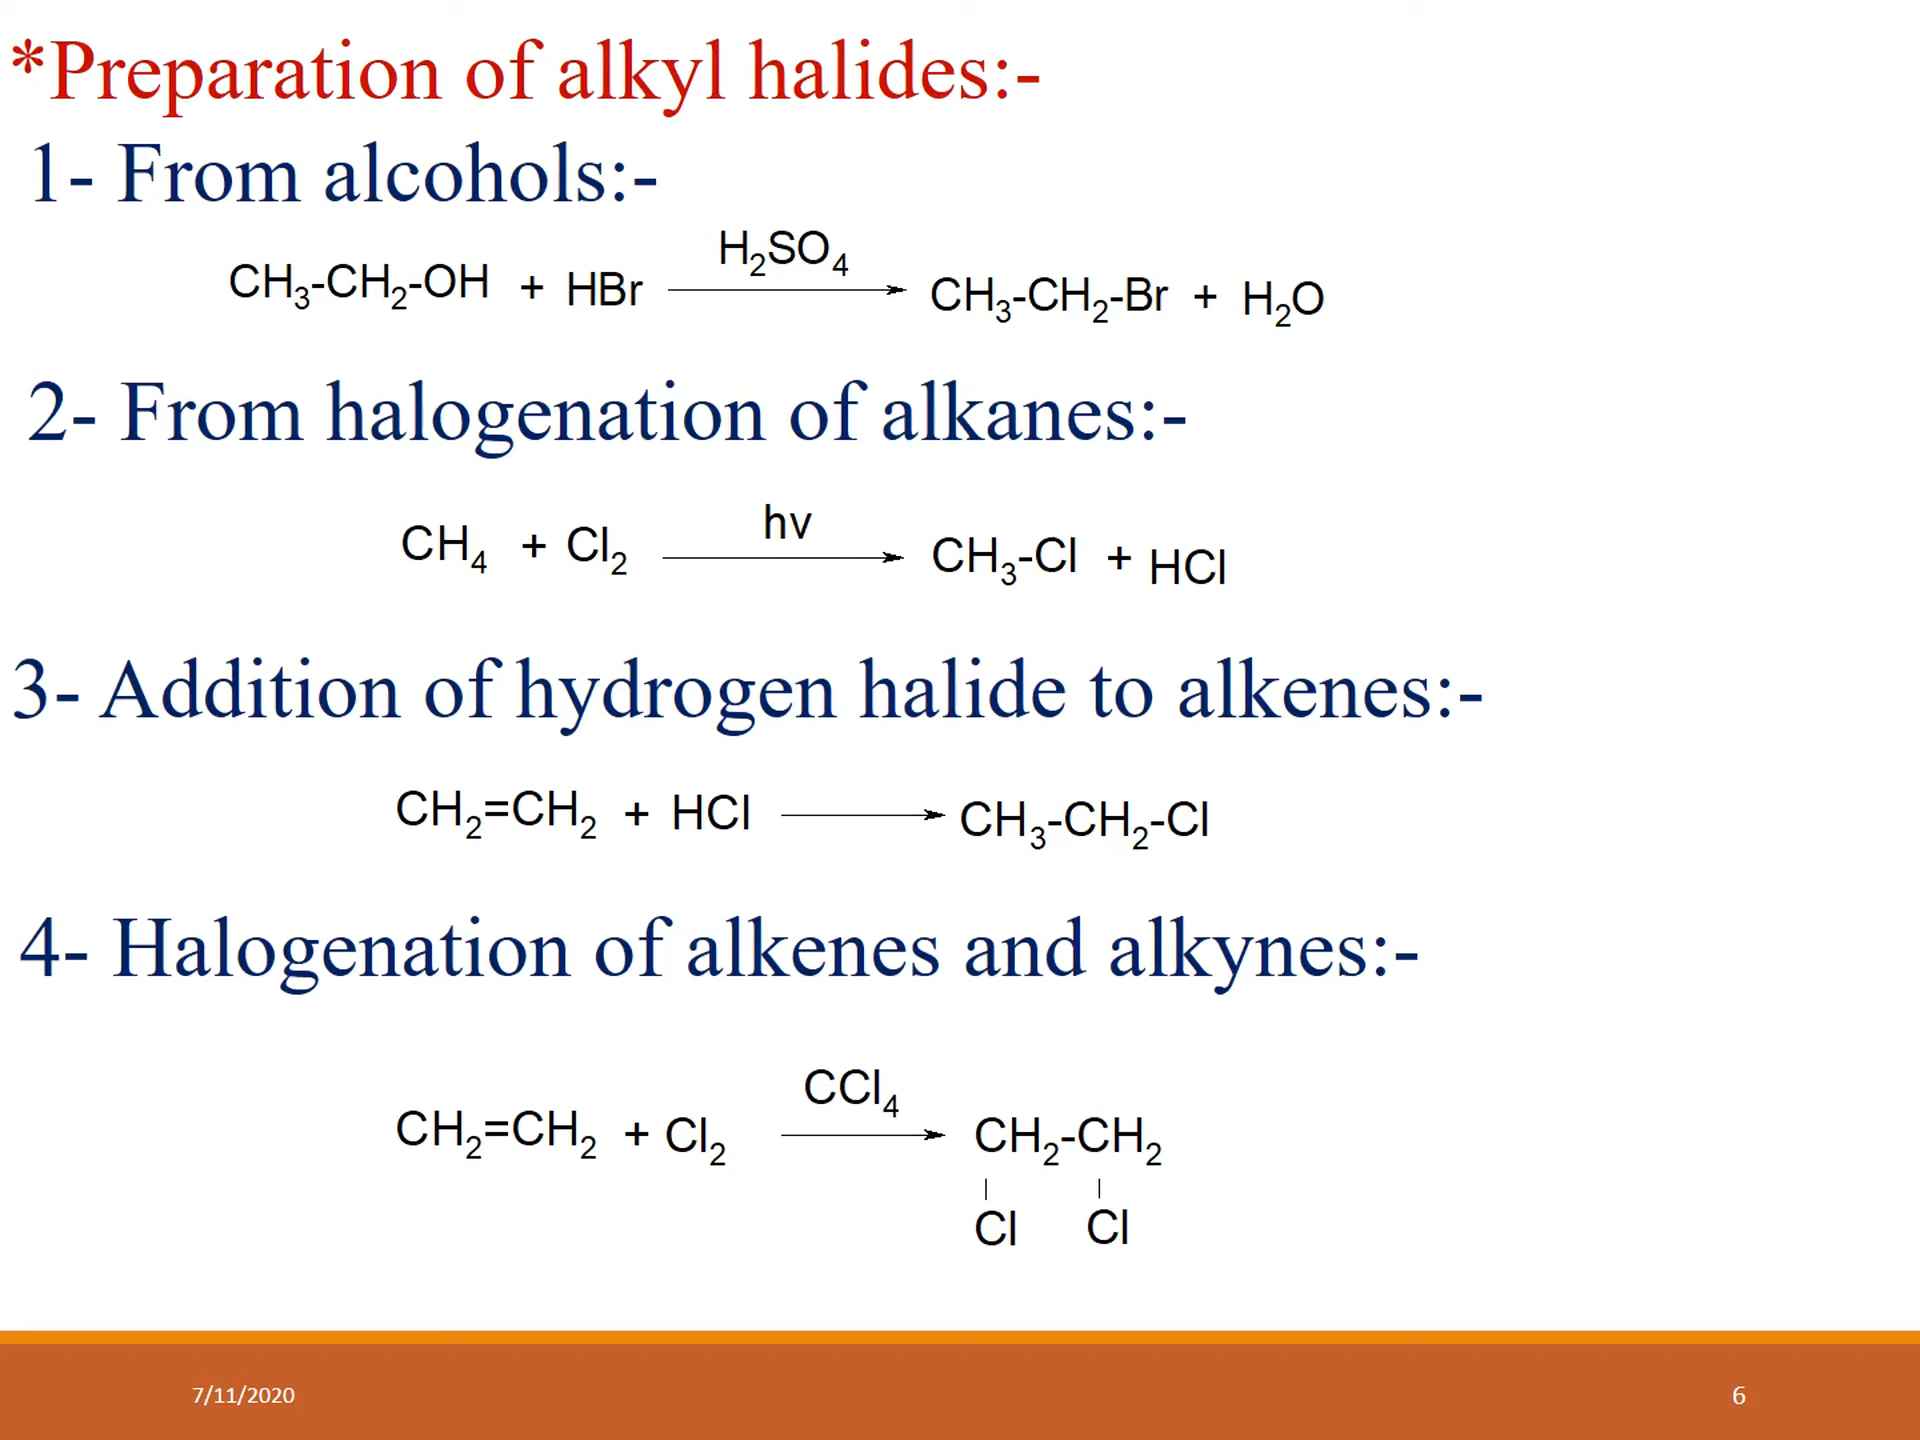 *Preparation of alkyl halides:-
1- From alcohols:-
H₂SO₄
CH₃-CH₂-OH + HBr → CH₃-CH₂-Br + H₂O
2- From halogenation of alkanes:-
hv
CH₄ + Cl₂ → CH₃-Cl + HCl
3- Addition of hydrogen halide to alkenes:-
CH₂=CH₂ + HCl → CH₃-CH₂-Cl
4- Halogenation of alkenes and alkynes:-
CCl₄
CH₂=CH₂ + Cl₂ → CH₂-CH₂
Cl Cl
7/11/2020 6